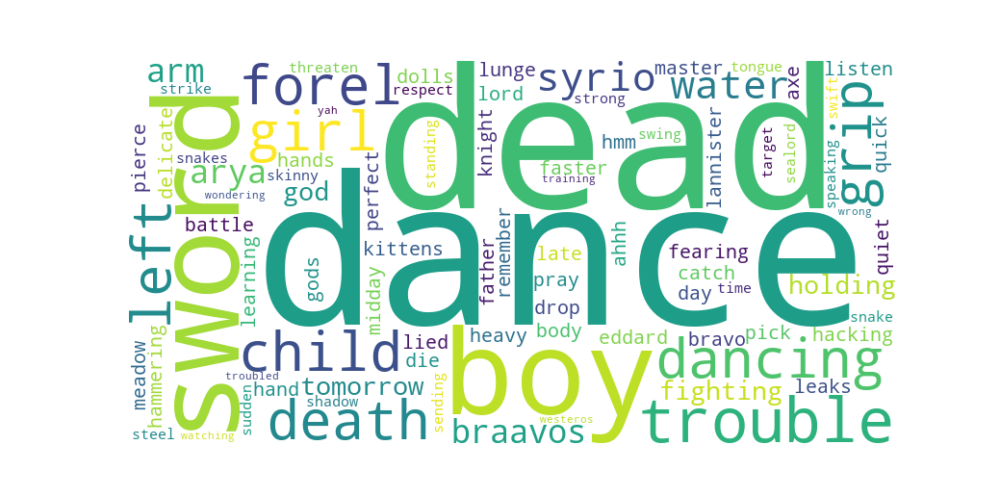 dead
dance
sword
boy
forel
syrio
water
girl
grip
left
child
death
dancing
trouble
braavos
arya
arm
strike
threaten
dolls
respect
lunge
lord
strong
master
tongue
axe
listen
swift
yah
knight
hmm
swing
faster
training
standing
target
sealord
lannister
speaking
quick
wrong
pierce
delicate
snakes
hands
skinny
wondering
god
perfect
battle
kittens
father
remember
late
ahhh
fearing
quiet
learning
gods
midday
pray
catch
day
time
holding
snake
drop
body
heavy
eddard
bravo
pick
hacking
meadow
hammering
lied
die
troubled
hand
tomorrow
shadow
sudden
sending
fighting
leaks
westeros
steel
watching